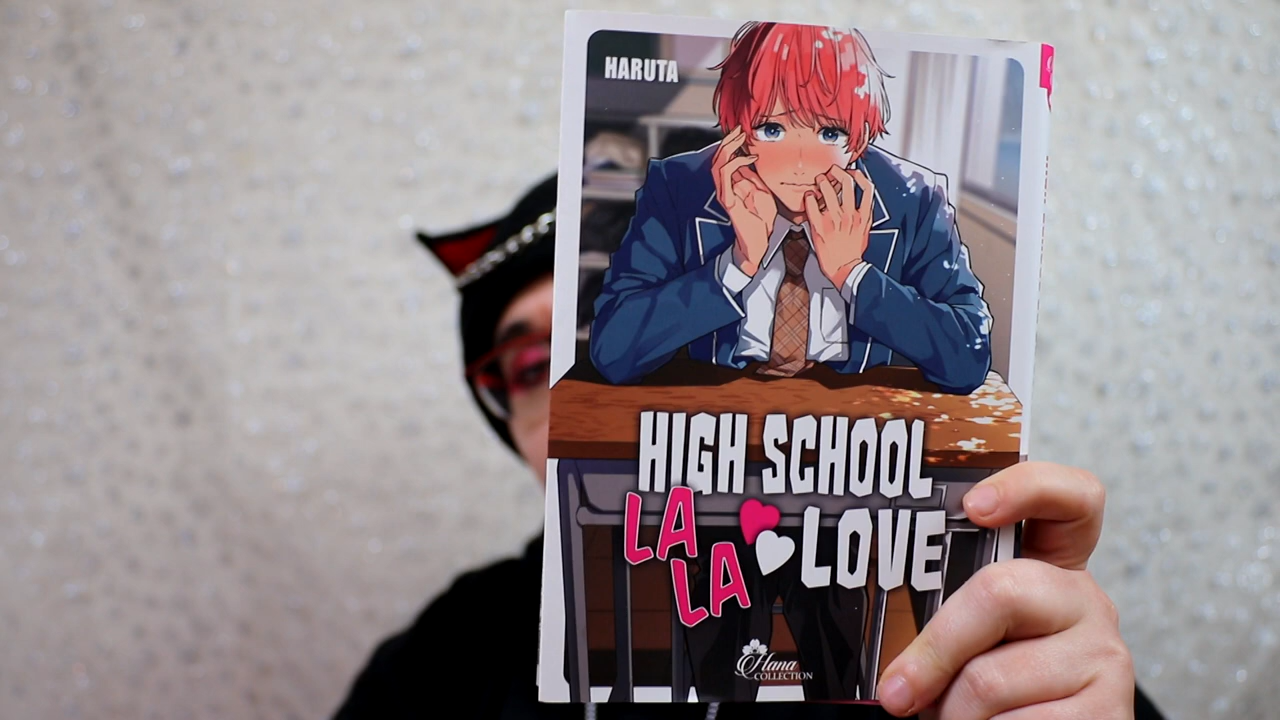 HARUTA
HIGH SCHOOL
LA LA LOVE
Hana
COLLECTION